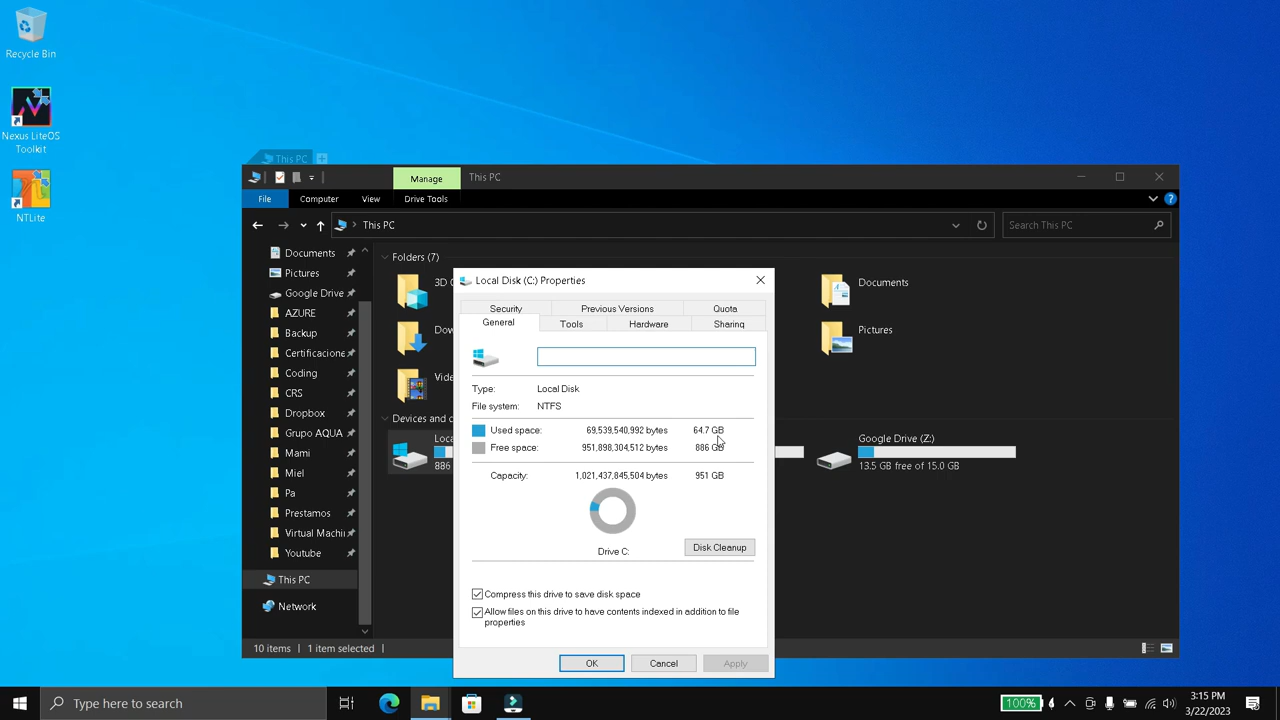 Recycle Bin
Nexus LiteOS
Toolkit
NTLite
This PC
Manage
This PC
File
Computer
View
Drive Tools
This PC
Search This PC
Documents
Pictures
Google Drive
AZURE
Backup
Certificacione
Coding
CRS
Dropbox
Grupo AQUA
Mami
Miel
Pa
Prestamos
Virtual Machi
Youtube
This PC
Network
Folders (7)
3D
Dow
Vide
Documents
Pictures
Devices and d
Loca
886
Google Drive (Z:)
13.5 GB free of 15.0 GB
10 items
1 item selected
Local Disk (C:) Properties
Security
Previous Versions
Quota
General
Tools
Hardware
Sharing
Type: Local Disk
File system: NTFS
Used space: 69,539,540,992 bytes 64.7 GB
Free space: 951,898,304,512 bytes 886 GB
Capacity: 1,021,437,845,504 bytes 951 GB
Drive C:
Disk Cleanup
Compress this drive to save disk space
Allow files on this drive to have contents indexed in addition to file
properties
OK
Cancel
Apply
Type here to search
100%
3:15 PM
3/22/2023